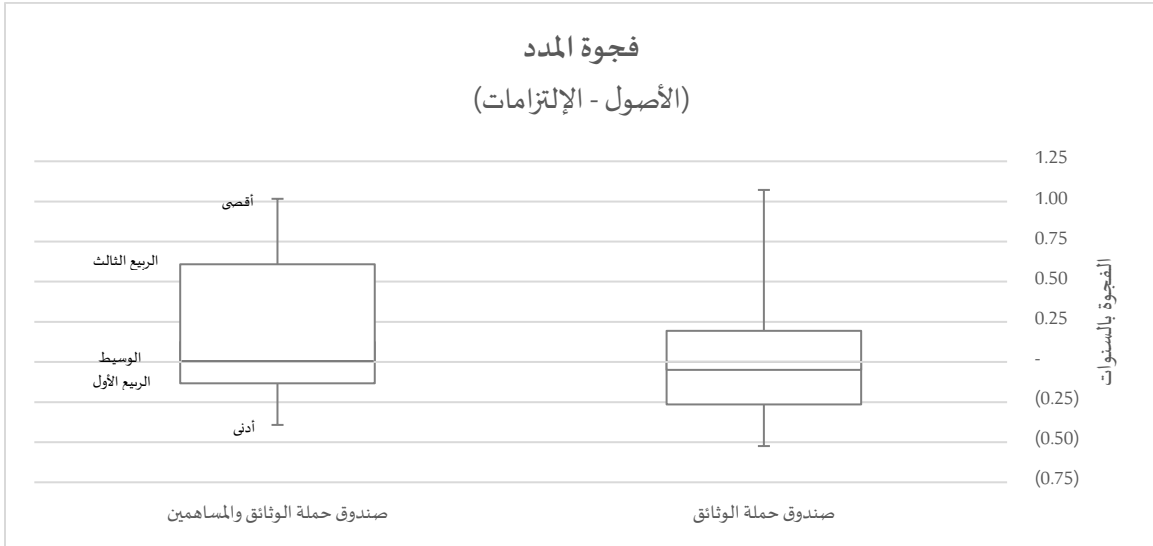 فجوة المدد
(الأصول - الإلتزامات)
1.25
1.00
0.75
0.50
0.25
-
(0.25)
(0.50)
(0.75)
الفجوة بالسنوات
أقصى
الربيع الثالث
الوسيط
الربيع الأول
أدنى
صندوق حملة الوثائق
صندوق حملة الوثائق والمساهمين